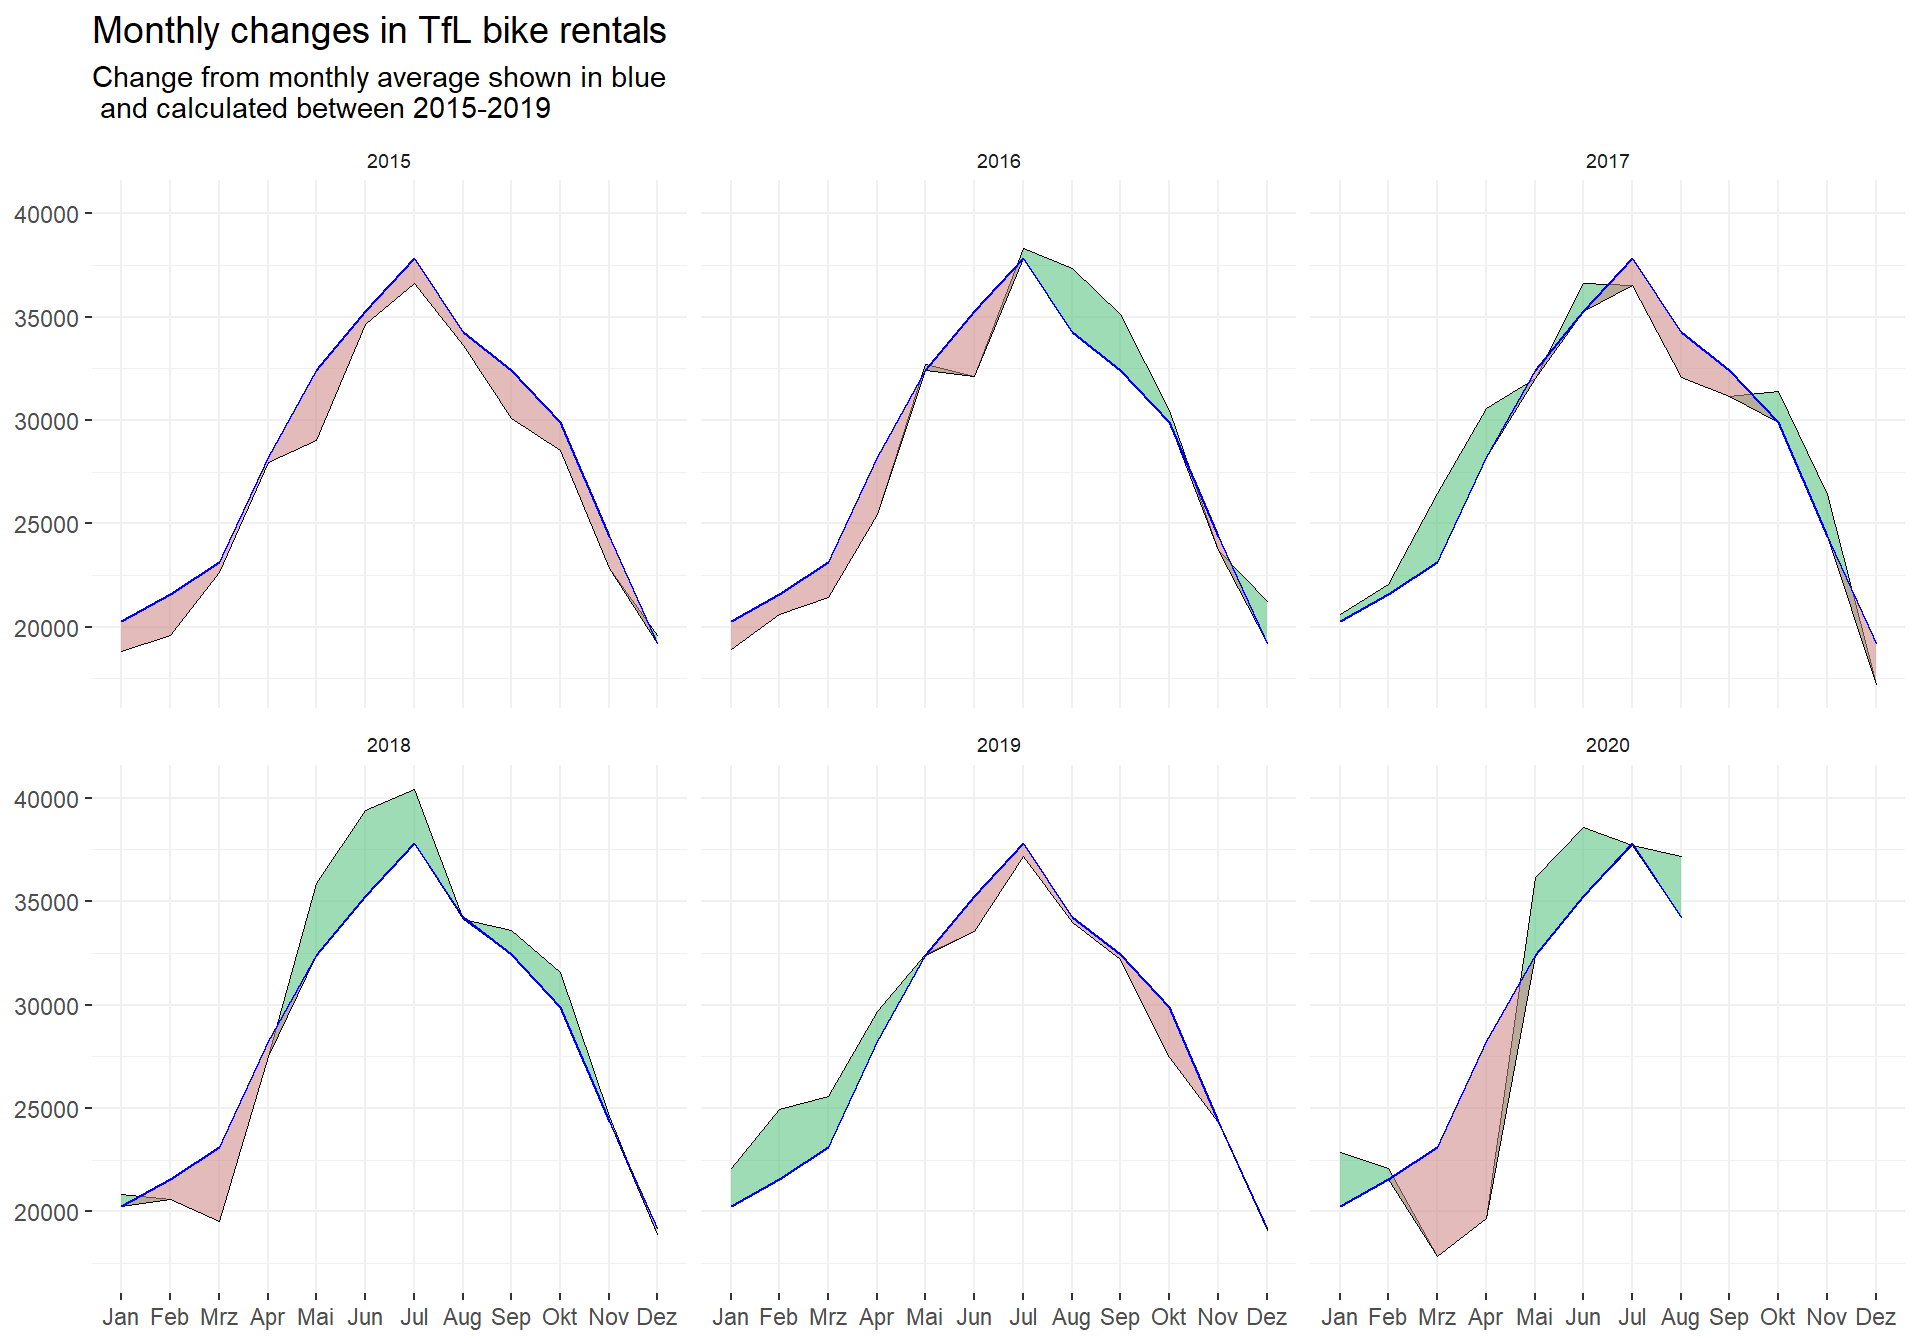 Monthly changes in TfL bike rentals
Change from monthly average shown in blue
and calculated between 2015-2019
2015 2016 2017
40000
35000
30000
25000
20000
2018 2019 2020
40000
35000
30000
25000
20000
Jan Feb Mrz Apr Mai Jun Jul Aug Sep Okt Nov Dez Jan Feb Mrz Apr Mai Jun Jul Aug Sep Okt Nov Dez Jan Feb Mrz Apr Mai Jun Jul Aug Sep Okt Nov Dez